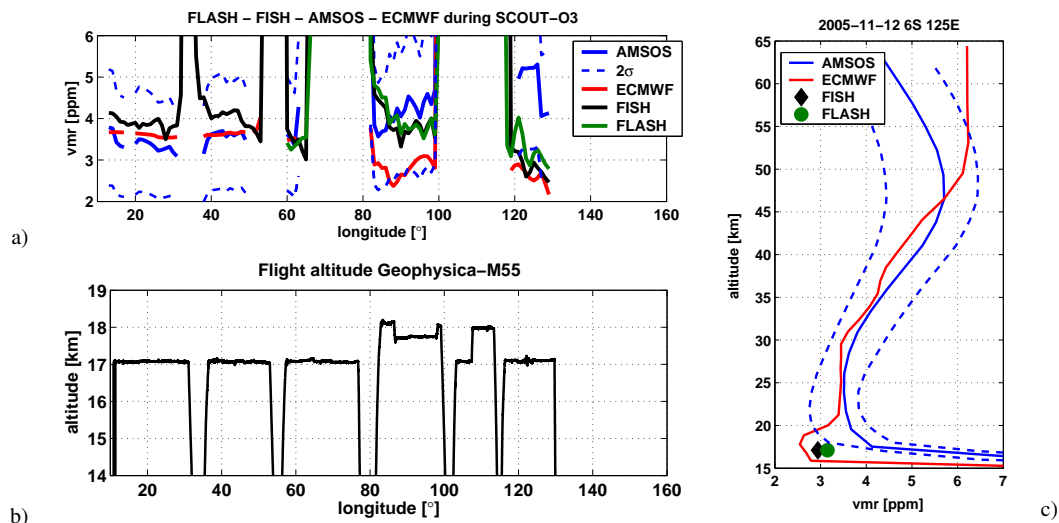 a)
FLASH – FISH – AMSOS – ECMWF during SCOUT–O3
vmr [ppm]
6
5
4
3
2
20 40 60 80 100 120 140 160
longitude [°]
AMSOS
2σ
ECMWF
FISH
FLASH
b)
Flight altitude Geophysica–M55
altitude [km]
19
18
17
16
15
14
20 40 60 80 100 120 140 160
longitude [°]
c)
2005–11–12 6S 125E
altitude [km]
65
60
55
50
45
40
35
30
25
20
15
2 3 4 5 6 7
vmr [ppm]
AMSOS
ECMWF
FISH
FLASH